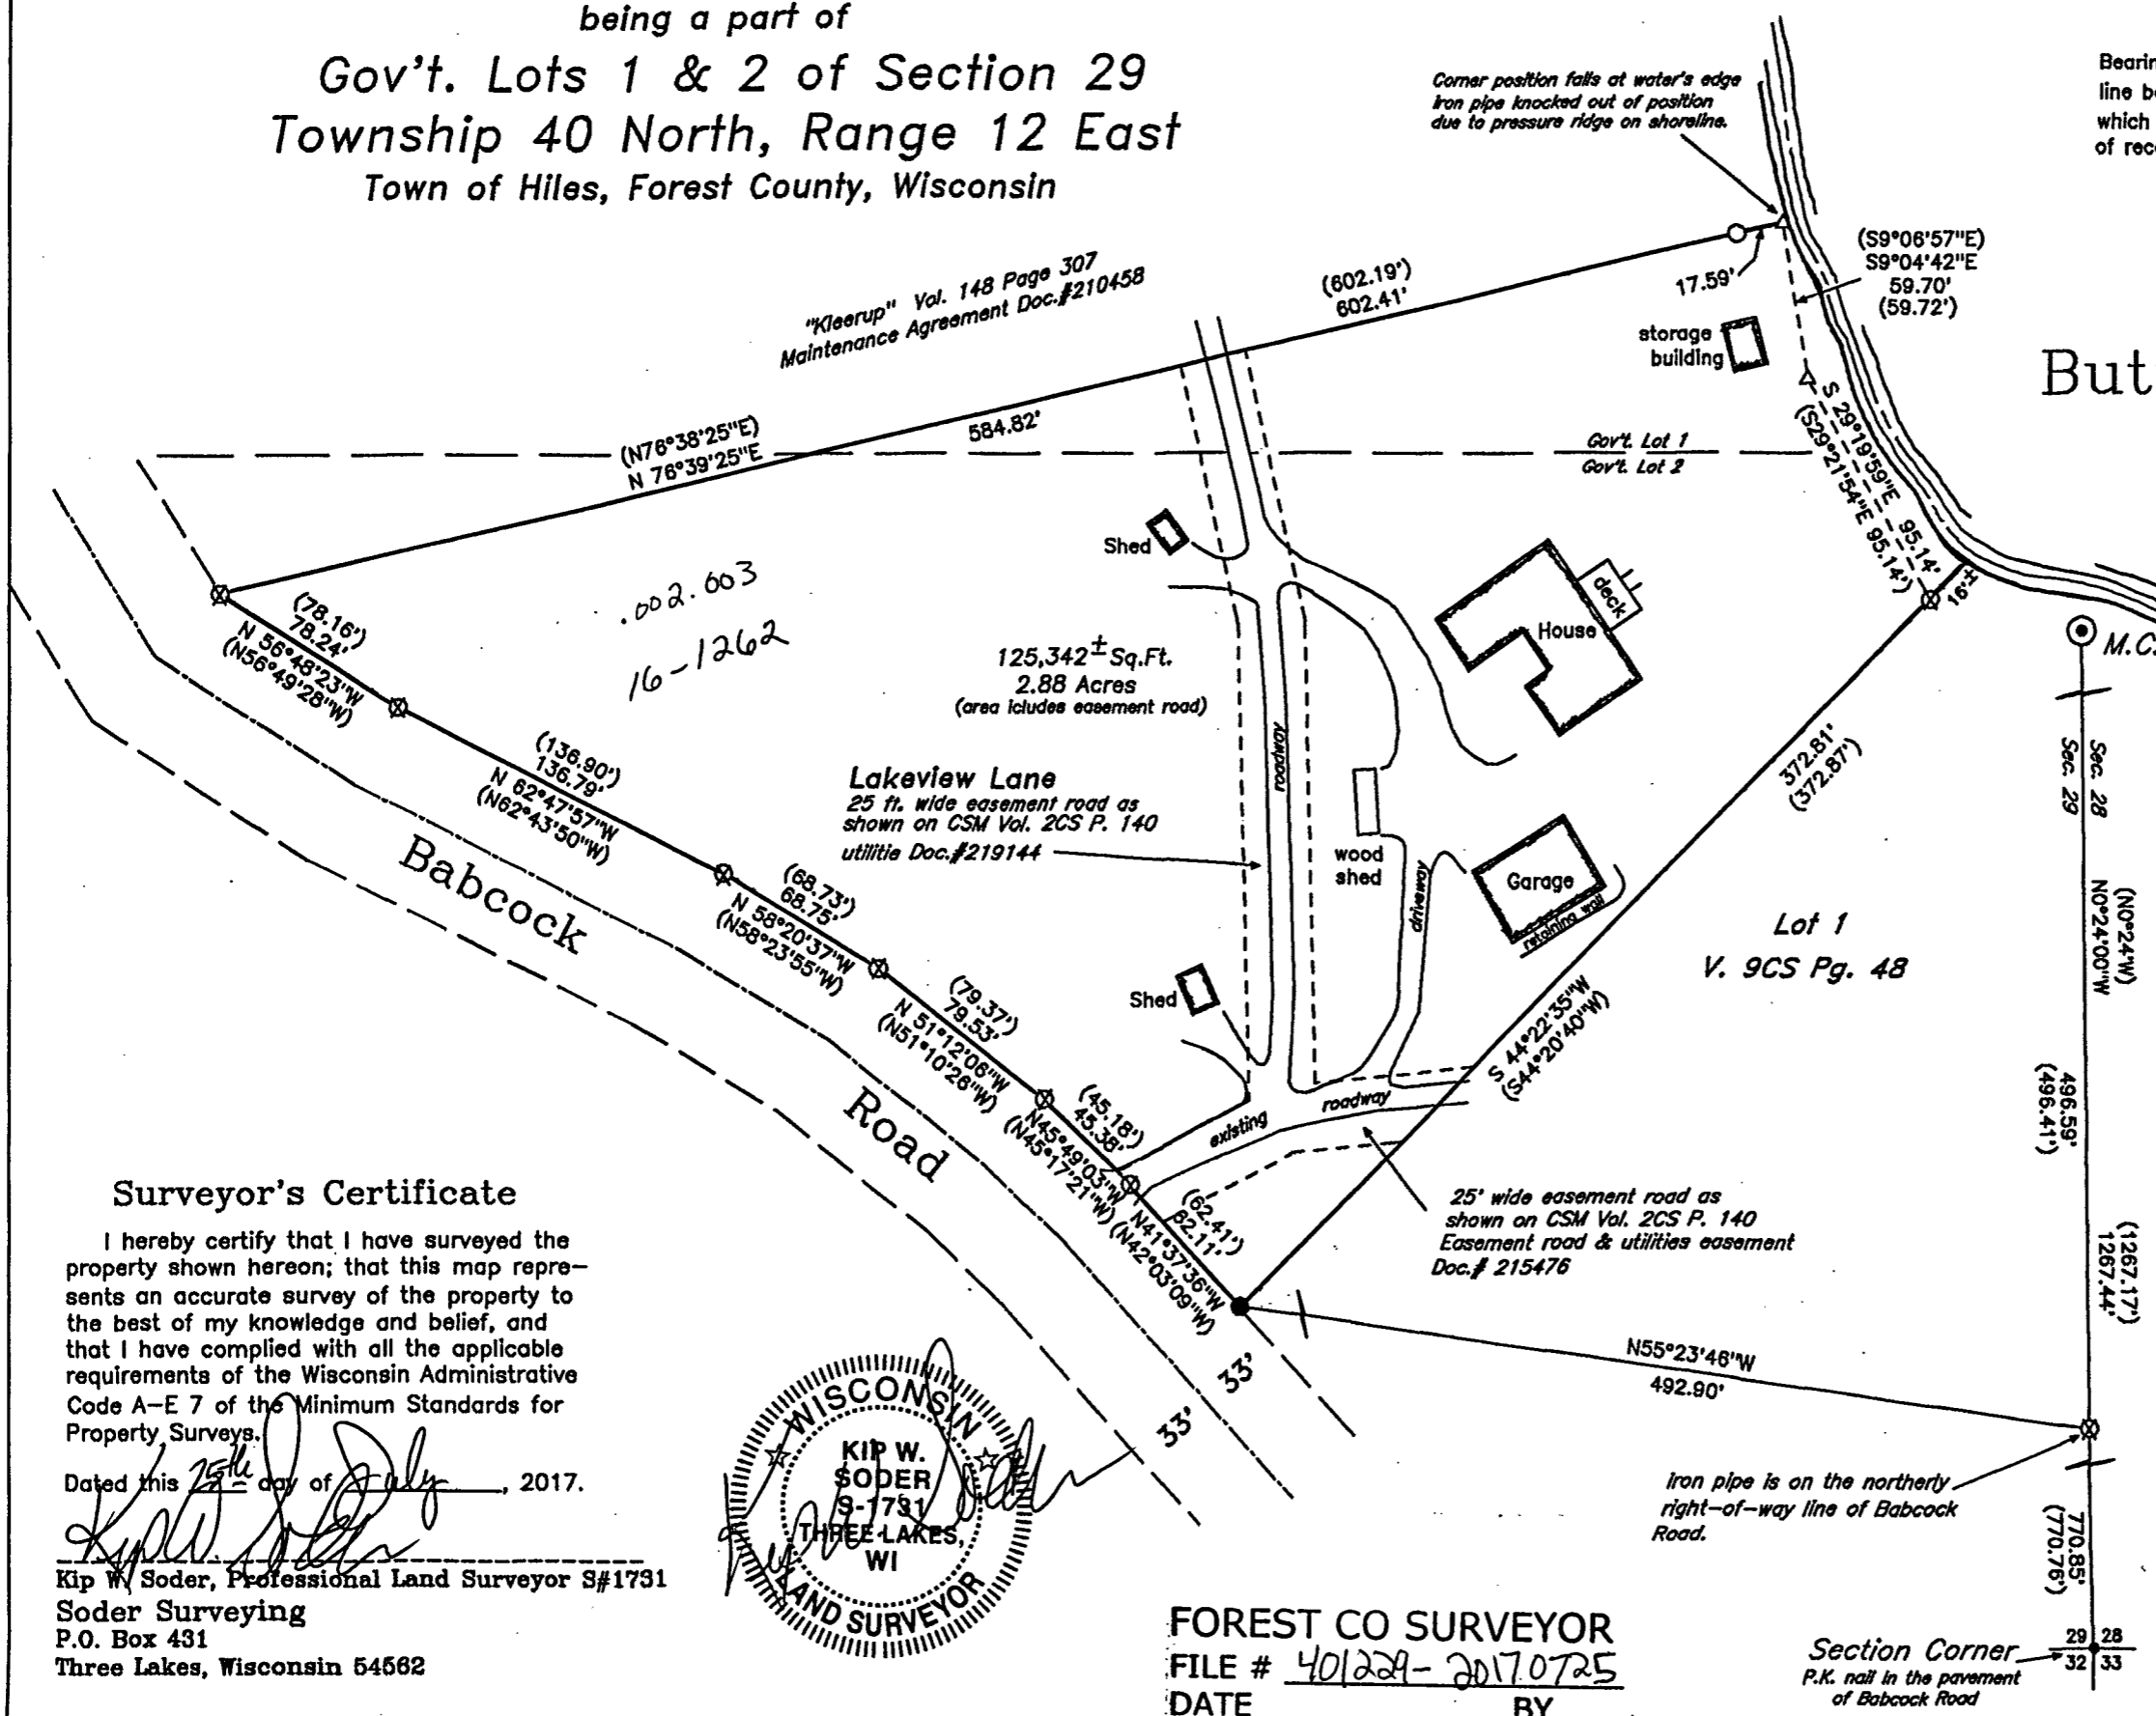 being a part of
Gov't. Lots 1 & 2 of Section 29
Township 40 North, Range 12 East
Town of Hiles, Forest County, Wisconsin
Corner position falls at water's edge
iron pipe knocked out of position
due to pressure ridge on shoreline.
Bearin
line b
which
of rec
(S9°06'57"E)
S9°04'42"E
59.70'
(59.72')
17.59'
(602.19')
602.41'
"Kleerup" Vol. 148 Page 307
Maintenance Agreement Doc.#210458
storage
building
But
(N76°38'25"E)
N 76°39'25"E
584.82'
Gov't. Lot 1
Gov't. Lot 2
S 29°19'59"E 95.14'
(S29°21'54"E 95.14')
16'±
M.C.
Shed
deck
House
.002.003
16-1262
(78.16')
78.24'
N 56°48'23"W
(N56°49'28"W)
125,342± Sq.Ft.
2.88 Acres
(area icludes easement road)
roadway
(136.90')
136.79'
N 62°47'57"W
(N62°43'50"W)
Lakeview Lane
25 ft. wide easement road as
shown on CSM Vol. 2CS P. 140
utilitie Doc.#219144
372.81'
(372.87')
Sec. 28
Sec. 29
wood
shed
driveway
Garage
retaining wall
Lot 1
V. 9CS Pg. 48
(N0°24'W)
N0°24'00"W
Babcock
Road
(68.73')
68.75'
N 58°20'37"W
(N58°23'55"W)
(79.37')
79.53'
N 51°12'06"W
(N51°10'26"W)
Shed
S 44°22'35"W
(S44°20'40"W)
496.59'
(496.41')
(45.18')
45.38'
N45°49'03"W
(N45°17'21"W)
existing
roadway
(62.41')
62.11'
N41°37'36"W
(N42°03'09"W)
25' wide easement road as
shown on CSM Vol. 2CS P. 140
Easement road & utilities easement
Doc.# 215476
(1267.17')
1267.44'
N55°23'46"W
492.90'
33'
33'
iron pipe is on the northerly
right-of-way line of Babcock
Road.
770.85'
(770.76')
Section Corner
P.K. nail in the pavement
of Babcock Road
29 28
32 33
Surveyor's Certificate
I hereby certify that I have surveyed the
property shown hereon; that this map repre-
sents an accurate survey of the property to
the best of my knowledge and belief, and
that I have complied with all the applicable
requirements of the Wisconsin Administrative
Code A-E 7 of the Minimum Standards for
Property Surveys.
Dated this 25th day of July, 2017.
Kip W. Soder, Professional Land Surveyor S#1731
Soder Surveying
P.O. Box 431
Three Lakes, Wisconsin 54562
WISCONSIN
KIP W.
SODER
S-1731
THREE LAKES,
WI
LAND SURVEYOR
FOREST CO SURVEYOR
FILE # 401229-2017.0725
DATE BY